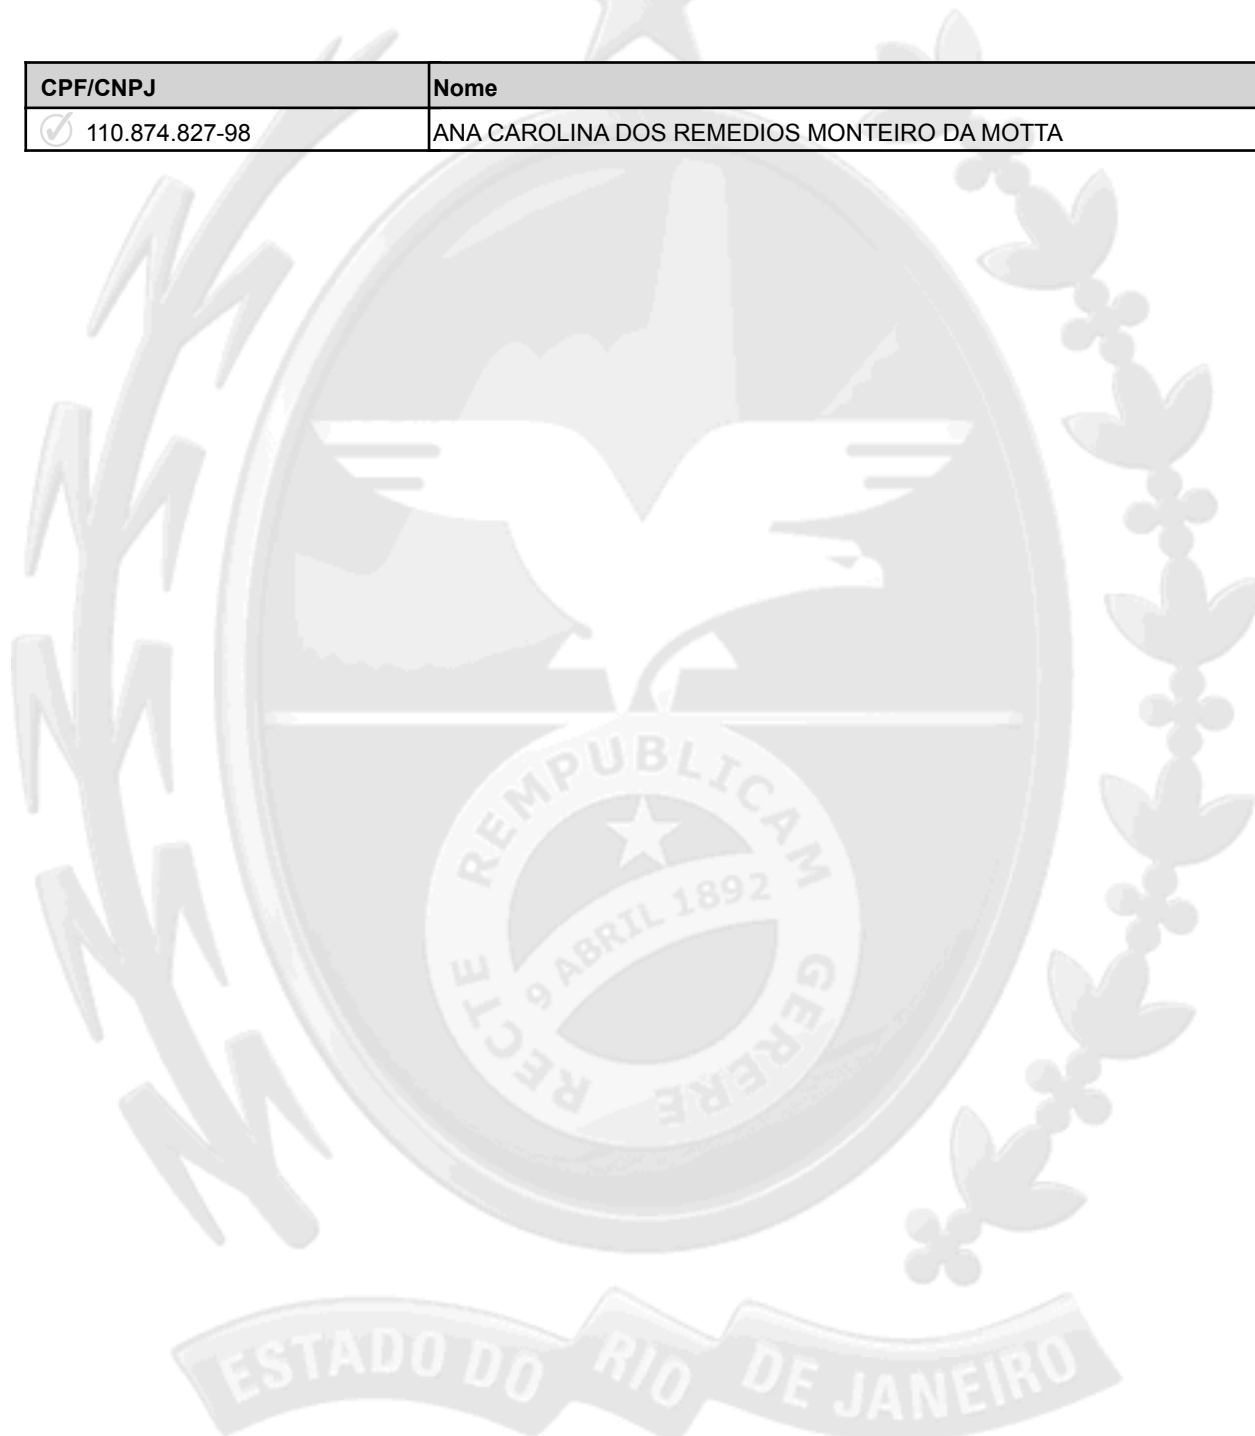 CPF/CNPJ Nome
110.874.827-98 ANA CAROLINA DOS REMEDIOS MONTEIRO DA MOTTA
RECTE REMPUBLICAM GERERE
9 ABRIL 1892
ESTADO DO RIO DE JANEIRO